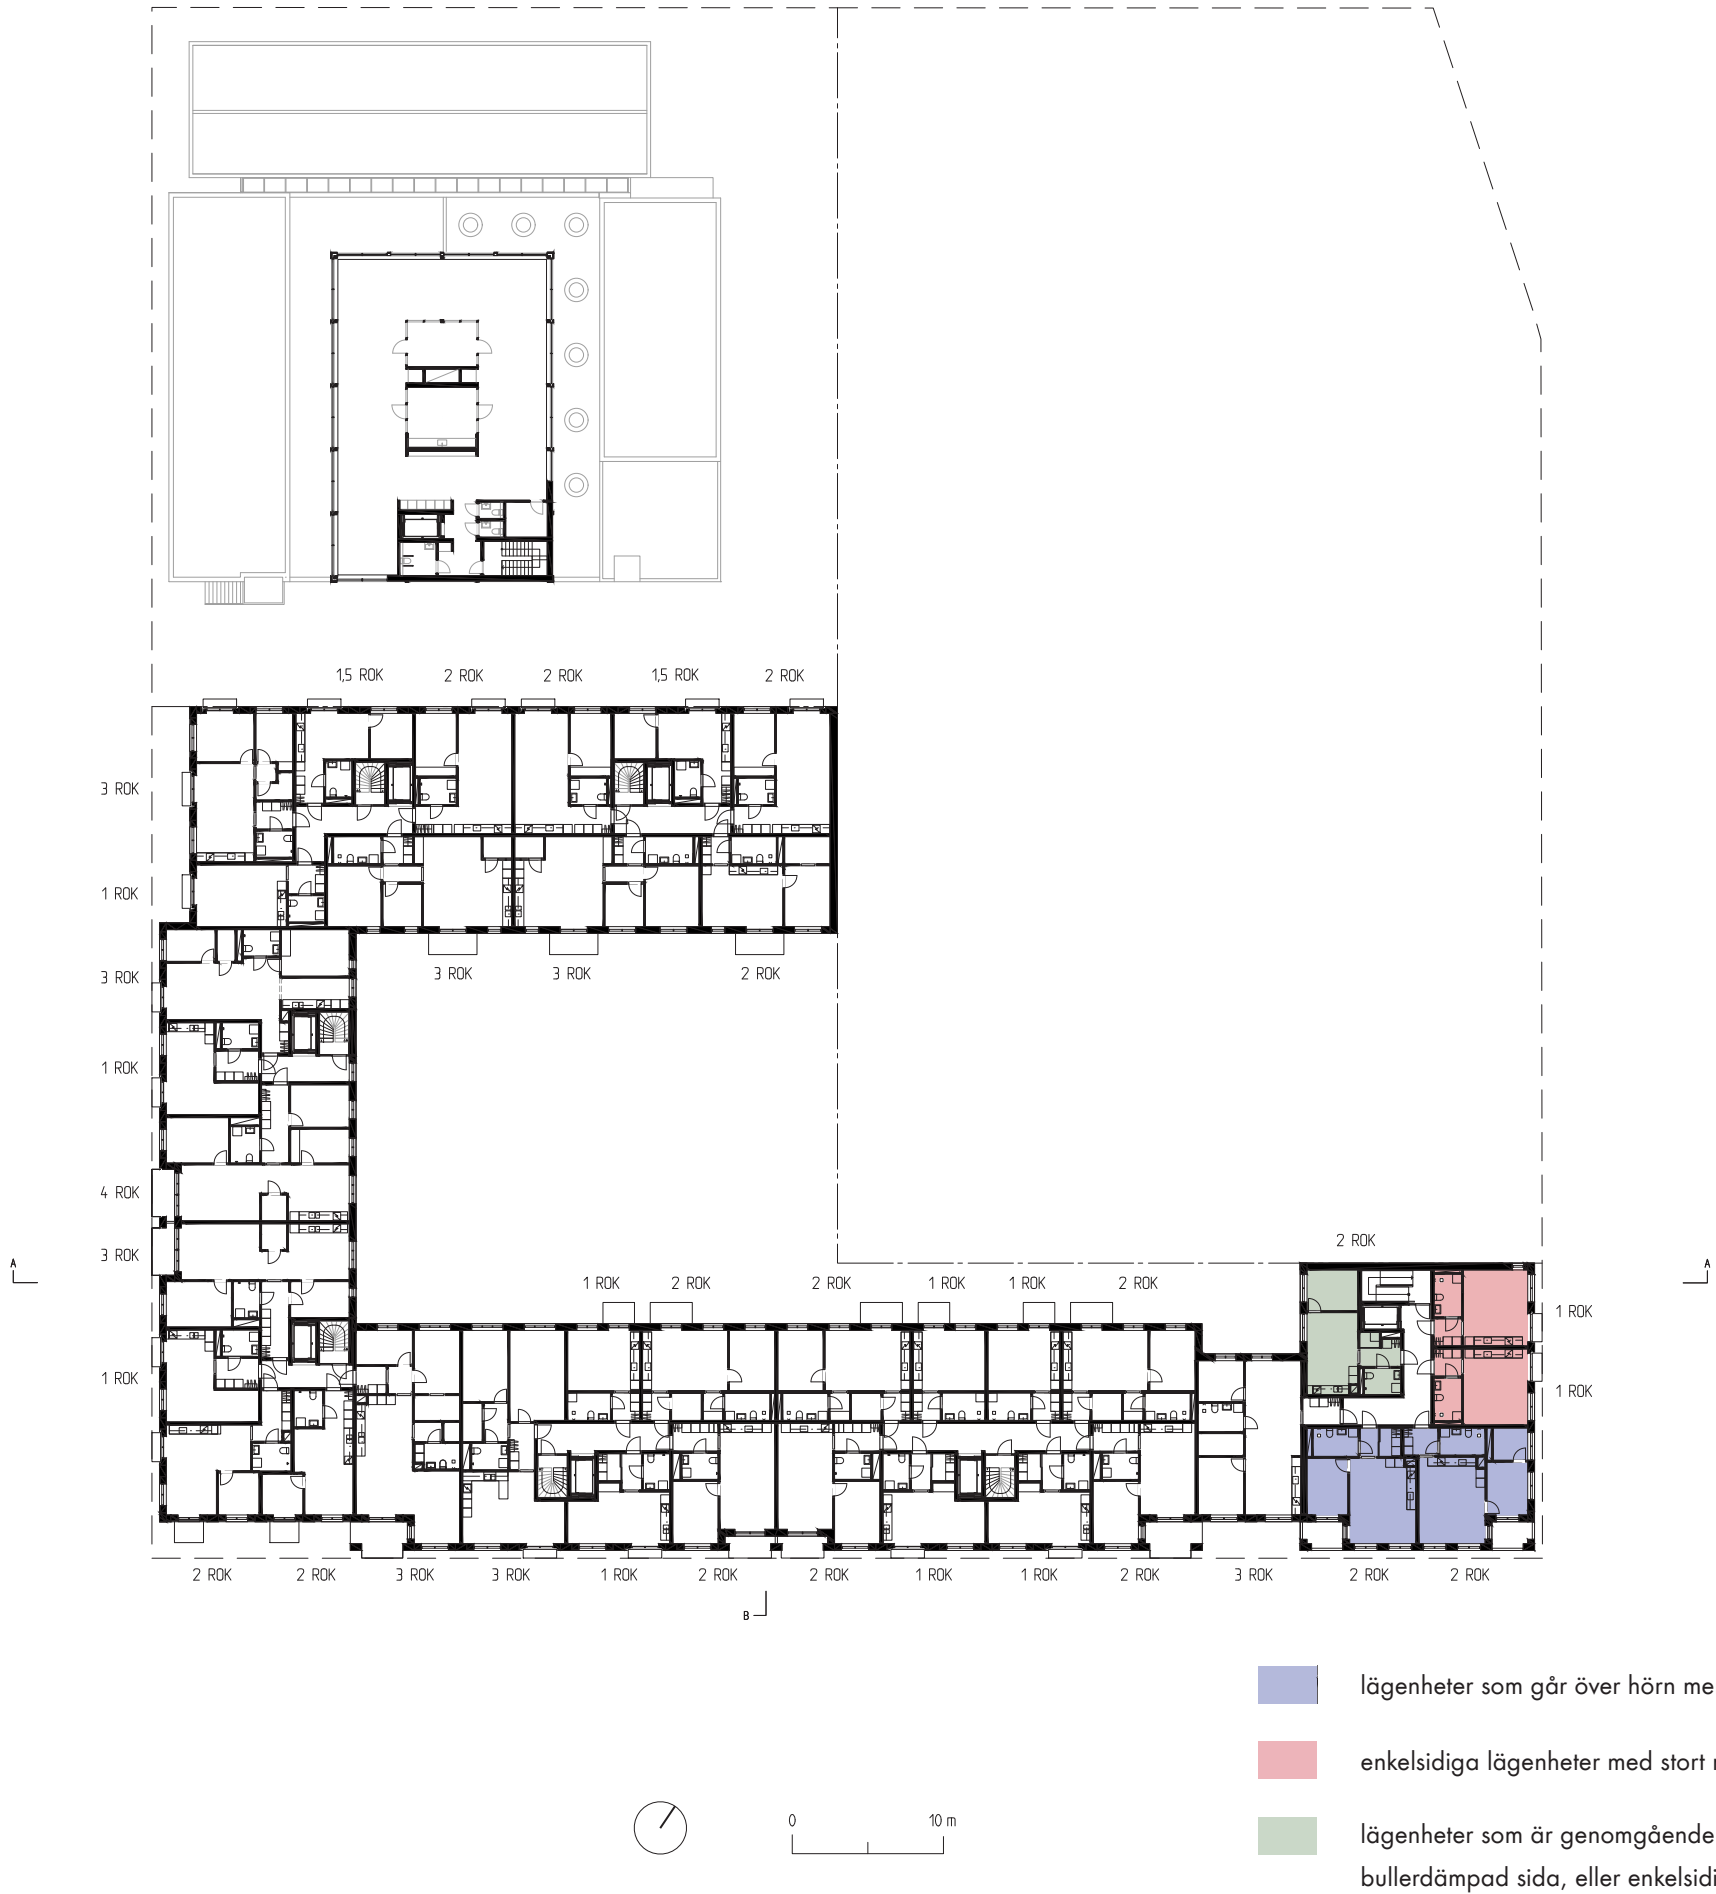 1,5 ROK 2 ROK 2 ROK 1,5 ROK 2 ROK
3 ROK
1 ROK
3 ROK 3 ROK 2 ROK
3 ROK
1 ROK
4 ROK
3 ROK
2 ROK
A A
1 ROK 2 ROK 2 ROK 1 ROK 1 ROK 2 ROK
1 ROK
1 ROK
1 ROK
2 ROK 2 ROK 3 ROK 3 ROK 1 ROK 2 ROK 2 ROK 1 ROK 1 ROK 2 ROK 3 ROK 2 ROK 2 ROK
B
lägenheter som går över hörn me
enkelsidiga lägenheter med stort
0 10 m
lägenheter som är genomgående
bullerdämpad sida, eller enkelsidi